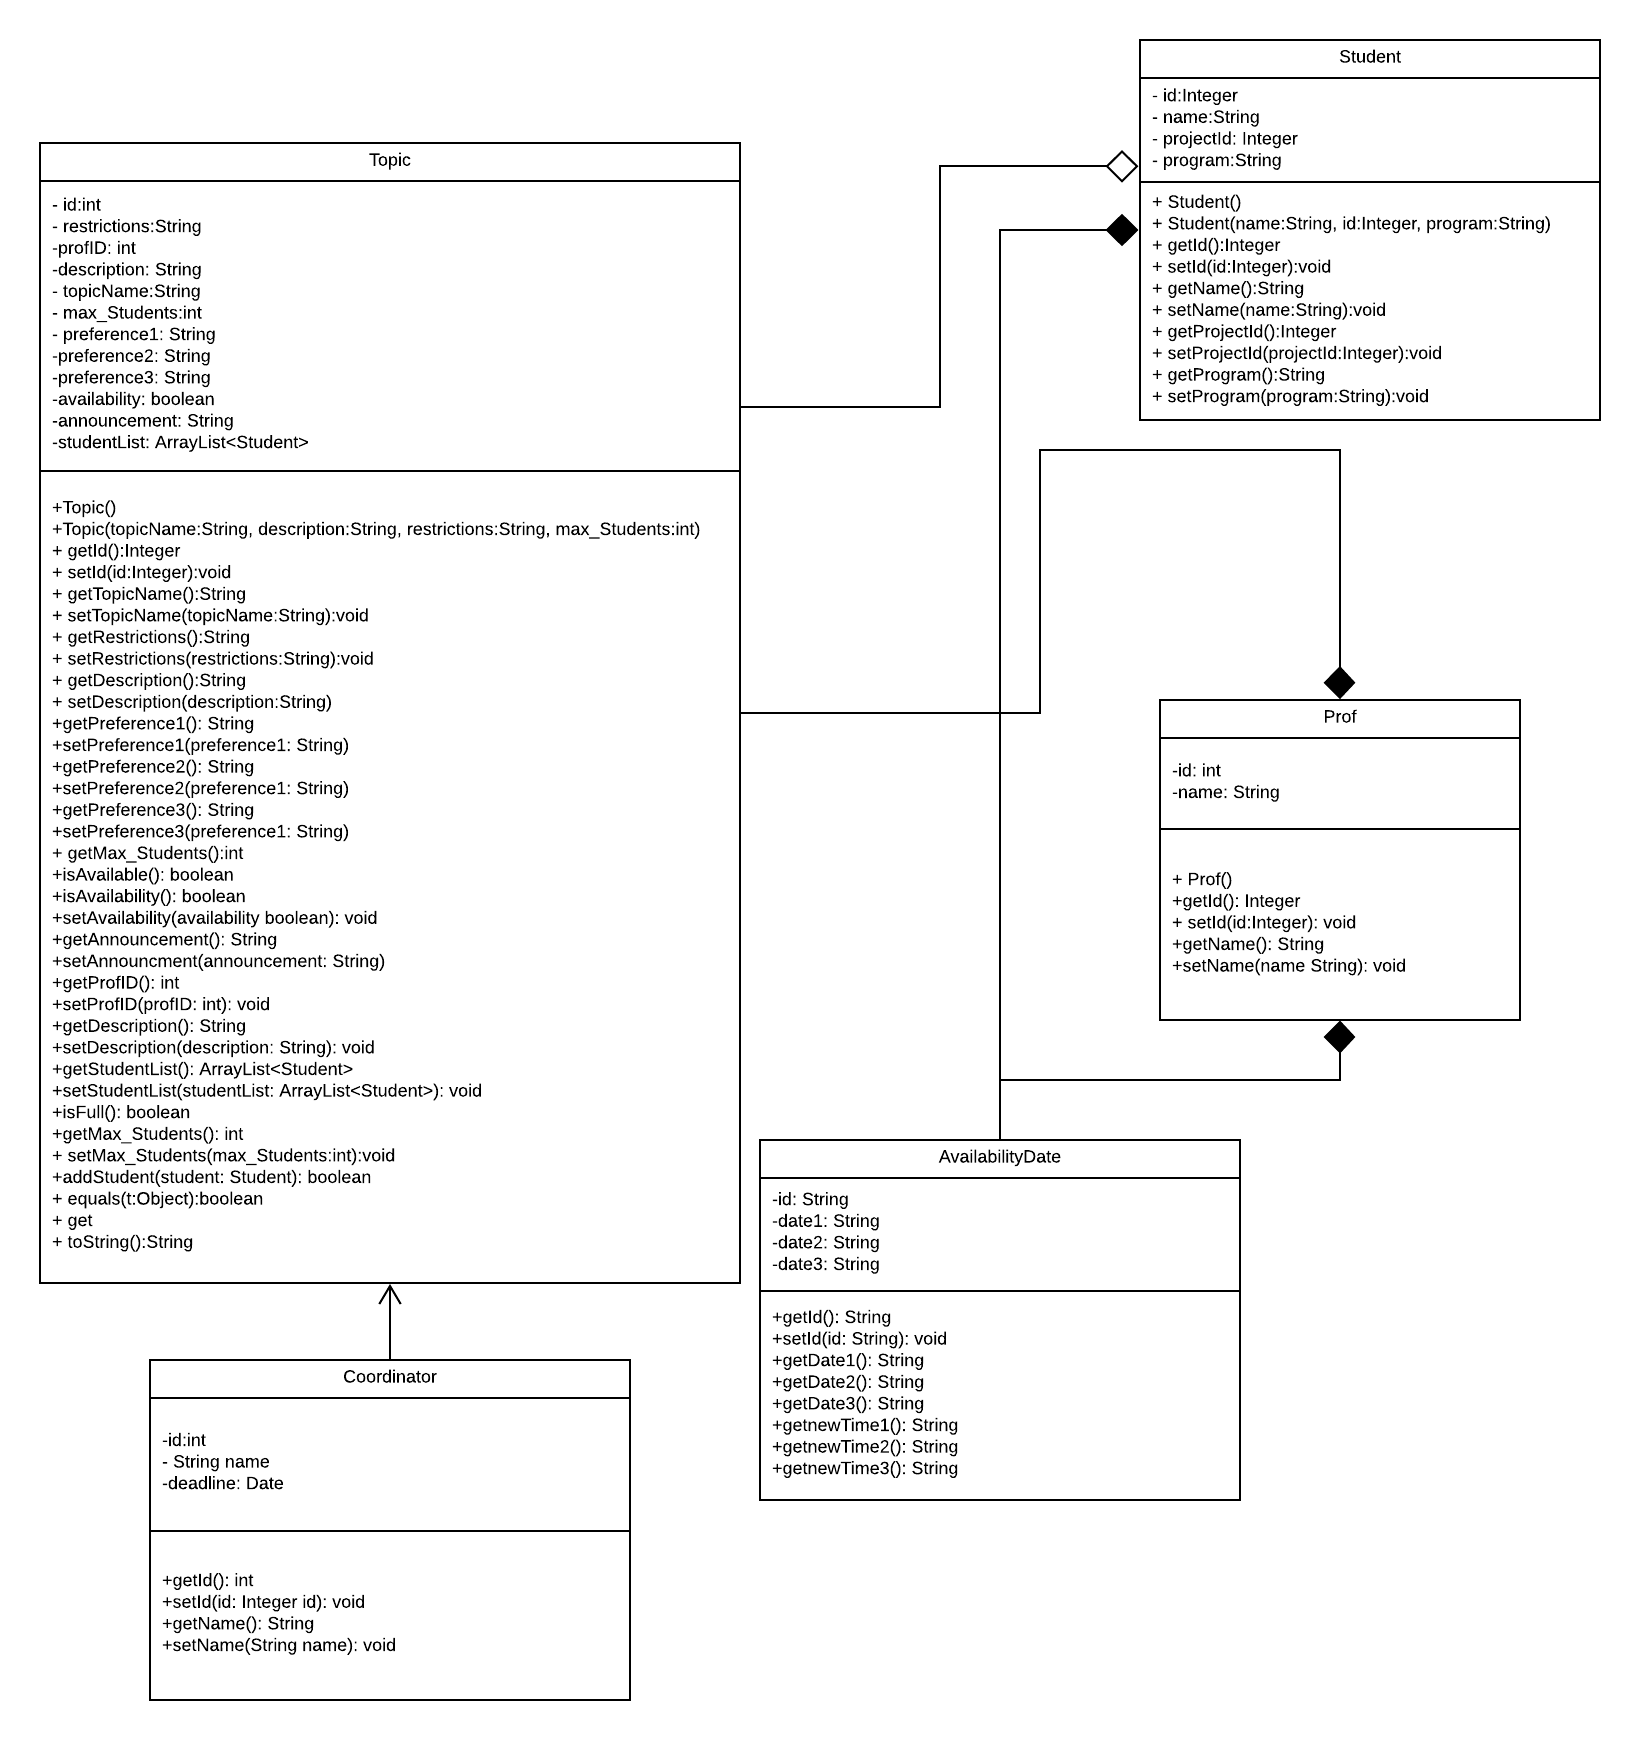 Student
- id:Integer
- name:String
- projectId: Integer
- program:String
+ Student()
+ Student(name:String, id:Integer, program:String)
+ getId():Integer
+ setId(id:Integer):void
+ getName():String
+ setName(name:String):void
+ getProjectId():Integer
+ setProjectId(projectId:Integer):void
+ getProgram():String
+ setProgram(program:String):void
Topic
- id:int
- restrictions:String
-profID: int
-description: String
- topicName:String
- max_Students:int
- preference1: String
-preference2: String
-preference3: String
-availability: boolean
-announcement: String
-studentList: ArrayList<Student>
+Topic()
+Topic(topicName:String, description:String, restrictions:String, max_Students:int)
+ getId():Integer
+ setId(id:Integer):void
+ getTopicName():String
+ setTopicName(topicName:String):void
+ getRestrictions():String
+ setRestrictions(restrictions:String):void
+ getDescription():String
+ setDescription(description:String)
+getPreference1(): String
+setPreference1(preference1: String)
+getPreference2(): String
+setPreference2(preference1: String)
+getPreference3(): String
+setPreference3(preference1: String)
+ getMax_Students():int
+isAvailable(): boolean
+isAvailability(): boolean
+setAvailability(availability boolean): void
+getAnnouncement(): String
+setAnnouncment(announcement: String)
+getProfID(): int
+setProfID(profID: int): void
+getDescription(): String
+setDescription(description: String): void
+getStudentList(): ArrayList<Student>
+setStudentList(studentList: ArrayList<Student>): void
+isFull(): boolean
+getMax_Students(): int
+ setMax_Students(max_Students:int):void
+addStudent(student: Student): boolean
+ equals(t:Object):boolean
+ get
+ toString():String
Prof
-id: int
-name: String
+ Prof()
+getId(): Integer
+ setId(id:Integer): void
+getName(): String
+setName(name String): void
AvailabilityDate
-id: String
-date1: String
-date2: String
-date3: String
+getId(): String
+setId(id: String): void
+getDate1(): String
+getDate2(): String
+getDate3(): String
+getnewTime1(): String
+getnewTime2(): String
+getnewTime3(): String
Coordinator
-id:int
- String name
-deadline: Date
+getId(): int
+setId(id: Integer id): void
+getName(): String
+setName(String name): void